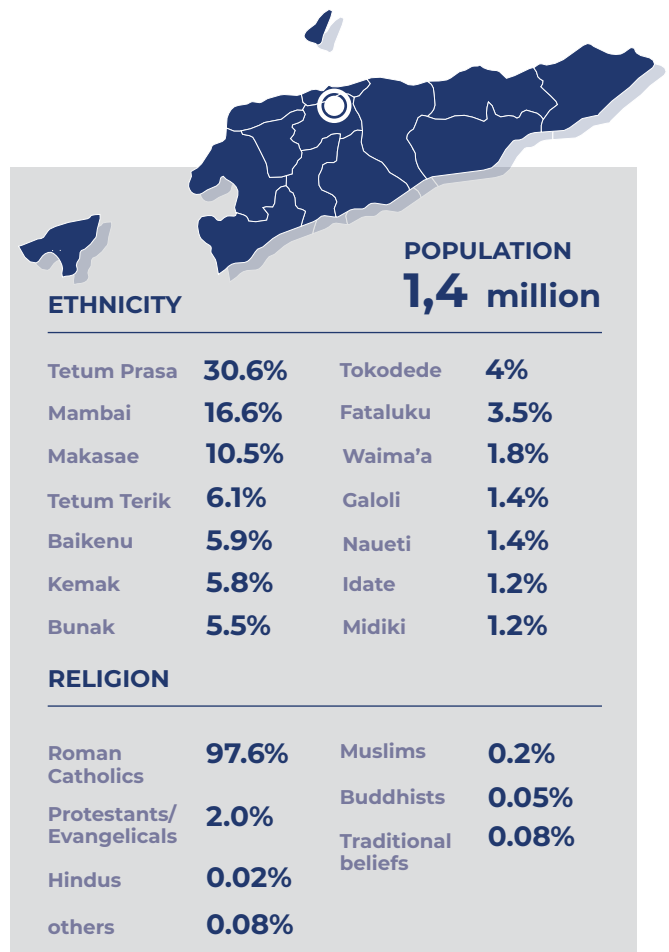 POPULATION
1,4 million
ETHNICITY
Tetum Prasa 30.6%
Mambai 16.6%
Makasae 10.5%
Tetum Terik 6.1%
Baikenu 5.9%
Kemak 5.8%
Bunak 5.5%
Tokodede 4%
Fataluku 3.5%
Waima’a 1.8%
Galoli 1.4%
Naueti 1.4%
Idate 1.2%
Midiki 1.2%
RELIGION
Roman
Catholics 97.6%
Protestants/
Evangelicals 2.0%
Hindus 0.02%
others 0.08%
Muslims 0.2%
Buddhists 0.05%
Traditional
beliefs 0.08%